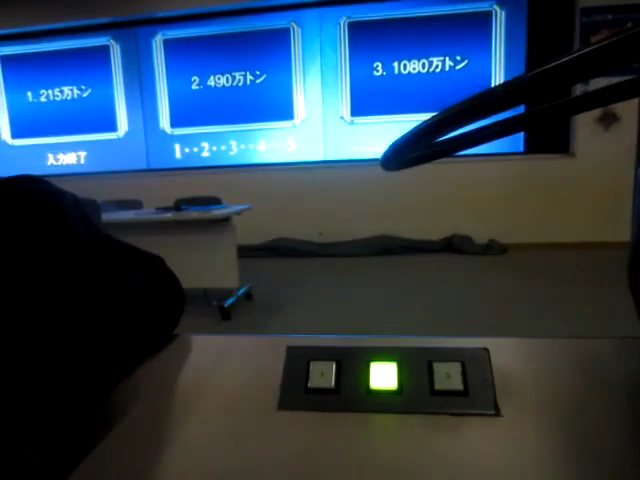 1. 215万トン
2. 490万トン
3. 1080万トン
入力終了
1・・2・・3・・4・・5